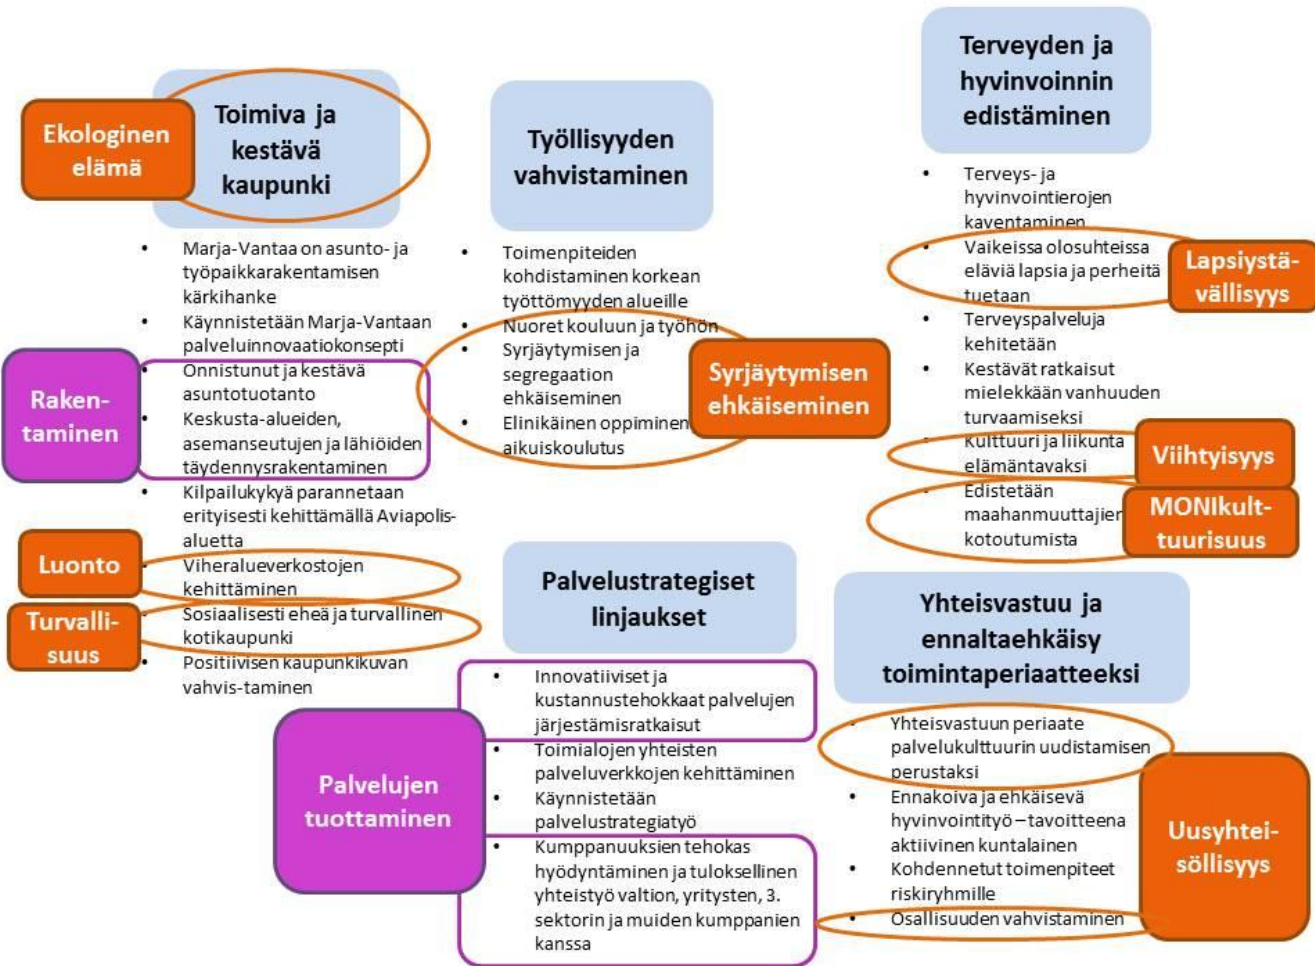 Ekologinen
elämä
Toimiva ja
kestävä
kaupunki
Marja-Vantaa on asunto- ja
työpaikkarakentamisen
kärkihanke
Käynnistetään Marja-Vantaan
palveluinnovaatiokonsepti
Onnistunut ja kestävä
asuntotuotanto
Keskusta-alueiden,
asemanseutujen ja lähiöiden
täydennysrakentaminen
Kilpailukykyä parannetaan
erityisesti kehittämällä Aviapolis-
aluetta
Viheralueverkostojen
kehittäminen
Sosiaalisesti eheä ja turvallinen
kotikaupunki
Positiivisen kaupunkikuvan
vahvis-taminen
Raken-
taminen
Luonto
Turvalli-
suus
Työllisyyden
vahvistaminen
Toimenpiteiden
kohdistaminen korkean
työttömyyden alueille
Nuoret kouluun ja työhön
Syrjäytymisen ja
segregaation
ehkäiseminen
Elinikäinen oppiminen
aikuiskoulutus
Syrjäytymisen
ehkäiseminen
Terveyden ja
hyvinvoinnin
edistäminen
Terveys- ja
hyvinvointierojen
kaventaminen
Vaikeissa olosuhteissa
eläviä lapsia ja perheitä
tuetaan
Terveyspalveluja
kehitetään
Kestävät ratkaisut
mielekkään vanhuuden
turvaamiseksi
Kulttuuri ja liikunta
elämäntavaksi
Edistetään
maahanmuuttajien
kotoutumista
Lapsiystä-
vällisyys
Viihtyisyys
MONIkult-
tuurisuus
Palvelustrategiset
linjaukset
Innovatiiviset ja
kustannustehokkaat palvelujen
järjestämisratkaisut
Toimialojen yhteisten
palveluverkkojen kehittäminen
Käynnistetään
palvelustrategiatyö
Kumppanuuksien tehokas
hyödyntäminen ja tuloksellinen
yhteistyö valtion, yritysten, 3.
sektorin ja muiden kumppanien
kanssa
Palvelujen
tuottaminen
Yhteisvastuu ja
ennaltaehkäisy
toimintaperiaatteeksi
Yhteisvastuun periaate
palvelukulttuurin uudistamisen
perustaksi
Ennakoiva ja ehkäisevä
hyvinvointityö – tavoitteena
aktiivinen kuntalainen
Kohdennetut toimenpiteet
riskiryhmille
Osallisuuden vahvistaminen
Uusyhtei-
söllisyys